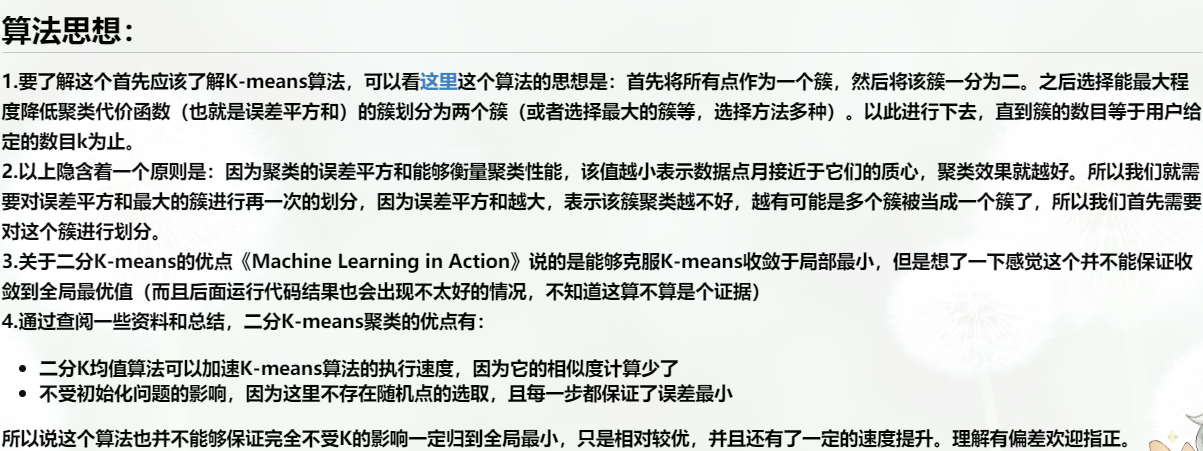 算法思想：
1.要了解这个首先应该了解K-means算法，可以看这里这个算法的思想是：首先将所有点作为一个簇，然后将该簇一分为二。之后选择能最大程
度降低聚类代价函数（也就是误差平方和）的簇划分为两个簇（或者选择最大的簇等，选择方法多种）。以此进行下去，直到簇的数目等于用户给
定的数目k为止。
2.以上隐含着一个原则是：因为聚类的误差平方和能够衡量聚类性能，该值越小表示数据点月接近于它们的质心，聚类效果就越好。所以我们就需
要对误差平方和最大的簇进行再一次的划分，因为误差平方和越大，表示该簇聚类越不好，越有可能是多个簇被当成一个簇了，所以我们首先需要
对这个簇进行划分。
3.关于二分K-means的优点《Machine Learning in Action》说的是能够克服K-means收敛于局部最小，但是想了一下感觉这个并不能保证收
敛到全局最优值（而且后面运行代码结果也会出现不太好的情况，不知道这算不算是个证据）
4.通过查阅一些资料和总结，二分K-means聚类的优点有：
• 二分K均值算法可以加速K-means算法的执行速度，因为它的相似度计算少了
• 不受初始化问题的影响，因为这里不存在随机点的选取，且每一步都保证了误差最小
所以说这个算法也并不能够保证完全不受K的影响一定归到全局最小，只是相对较优，并且还有了一定的速度提升。理解有偏差欢迎指正。